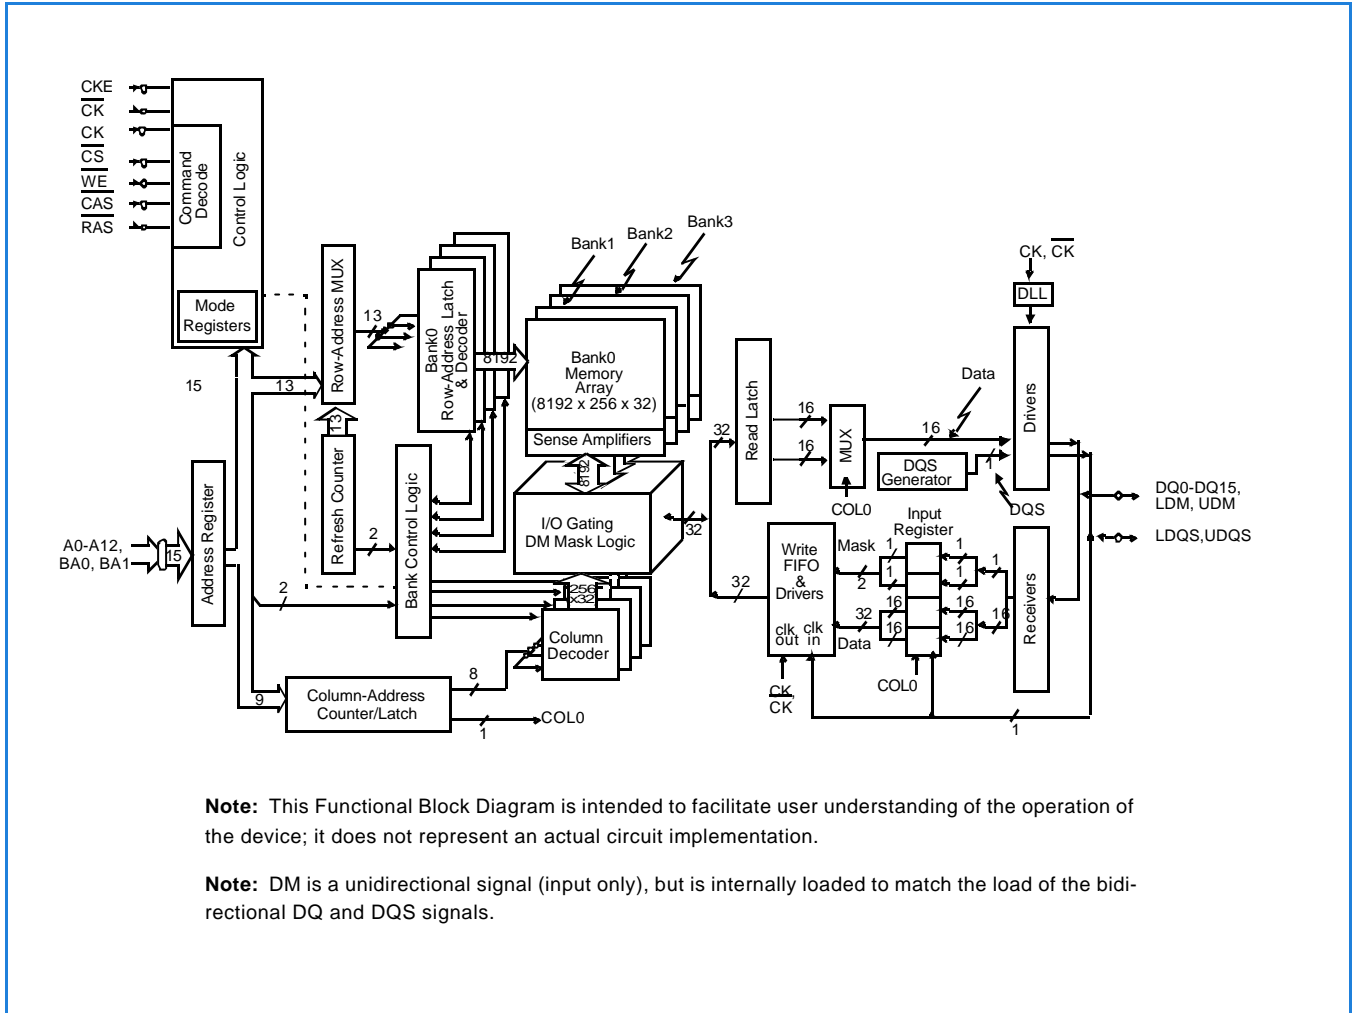 CKE
CK
CK
CS
WE
CAS
RAS
Command
Decode
Control Logic
Mode
Registers
15
13
Row-Address MUX
13
Refresh Counter
13
Bank0
Row-Address Latch
& Decoder
8192
Bank1
Bank2
Bank3
Bank0
Memory
Array
(8192 x 256 x 32)
Sense Amplifiers
8192
I/O Gating
DM Mask Logic
Bank Control Logic
2
2
A0-A12,
BA0, BA1
15
Address Register
256
x32
Column
Decoder
9
Column-Address
Counter/Latch
8
1
COL0
32
32
32
Read Latch
16
16
MUX
COL0
16
Data
DQS
Generator
1
DQS
CK, CK
DLL
Drivers
DQ0-DQ15,
LDM, UDM
LDQS,UDQS
Input
Register
Write
FIFO
&
Drivers
clk
out
clk
in
Mask
1
1
2
16
16
32
Data
1
1
1
16
16
16
Receivers
CK,
CK
COL0
1
Note: This Functional Block Diagram is intended to facilitate user understanding of the operation of
the device; it does not represent an actual circuit implementation.
Note: DM is a unidirectional signal (input only), but is internally loaded to match the load of the bidi-
rectional DQ and DQS signals.